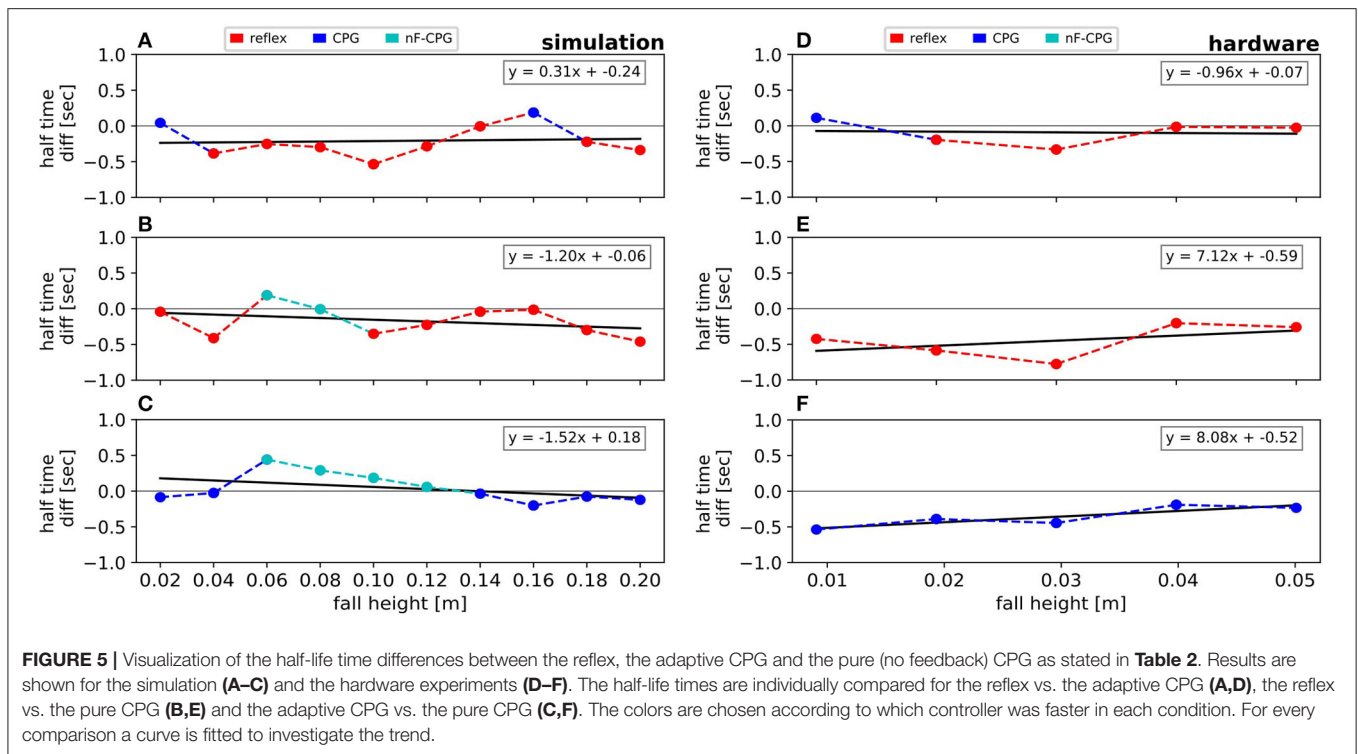 A
reflex CPG nF-CPG
simulation
y = 0.31x + -0.24
half time
diff [sec]
1.0
0.5
0.0
−0.5
−1.0
B
y = -1.20x + -0.06
half time
diff [sec]
1.0
0.5
0.0
−0.5
−1.0
C
y = -1.52x + 0.18
half time
diff [sec]
1.0
0.5
0.0
−0.5
−1.0
0.02 0.04 0.06 0.08 0.10 0.12 0.14 0.16 0.18 0.20
fall height [m]
D
reflex CPG nF-CPG
hardware
y = -0.96x + -0.07
half time
diff [sec]
1.0
0.5
0.0
−0.5
−1.0
E
y = 7.12x + -0.59
half time
diff [sec]
1.0
0.5
0.0
−0.5
−1.0
F
y = 8.08x + -0.52
half time
diff [sec]
1.0
0.5
0.0
−0.5
−1.0
0.01 0.02 0.03 0.04 0.05
fall height [m]
FIGURE 5 | Visualization of the half-life time differences between the reflex, the adaptive CPG and the pure (no feedback) CPG as stated in Table 2. Results are
shown for the simulation (A–C) and the hardware experiments (D–F). The half-life times are individually compared for the reflex vs. the adaptive CPG (A,D), the reflex
vs. the pure CPG (B,E) and the adaptive CPG vs. the pure CPG (C,F). The colors are chosen according to which controller was faster in each condition. For every
comparison a curve is fitted to investigate the trend.